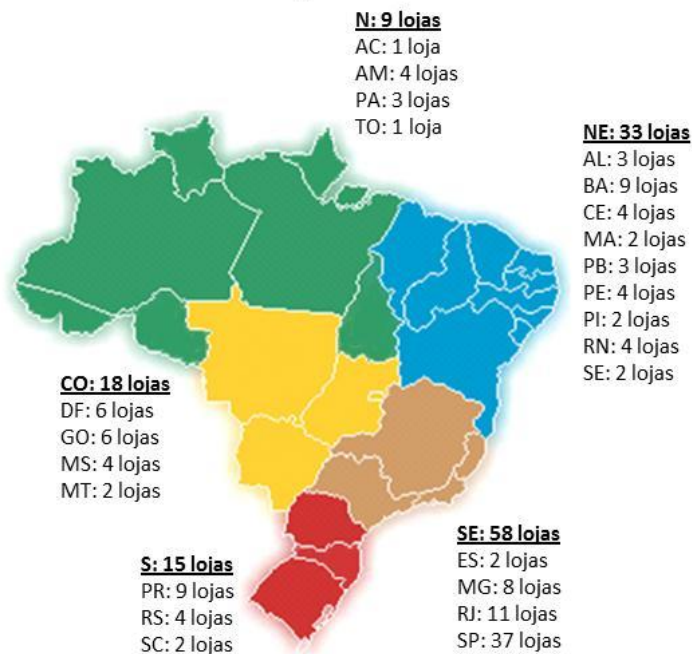 N: 9 lojas
AC: 1 loja
AM: 4 lojas
PA: 3 lojas
TO: 1 loja
NE: 33 lojas
AL: 3 lojas
BA: 9 lojas
CE: 4 lojas
MA: 2 lojas
PB: 3 lojas
PE: 4 lojas
PI: 2 lojas
RN: 4 lojas
SE: 2 lojas
CO: 18 lojas
DF: 6 lojas
GO: 6 lojas
MS: 4 lojas
MT: 2 lojas
S: 15 lojas
PR: 9 lojas
RS: 4 lojas
SC: 2 lojas
SE: 58 lojas
ES: 2 lojas
MG: 8 lojas
RJ: 11 lojas
SP: 37 lojas